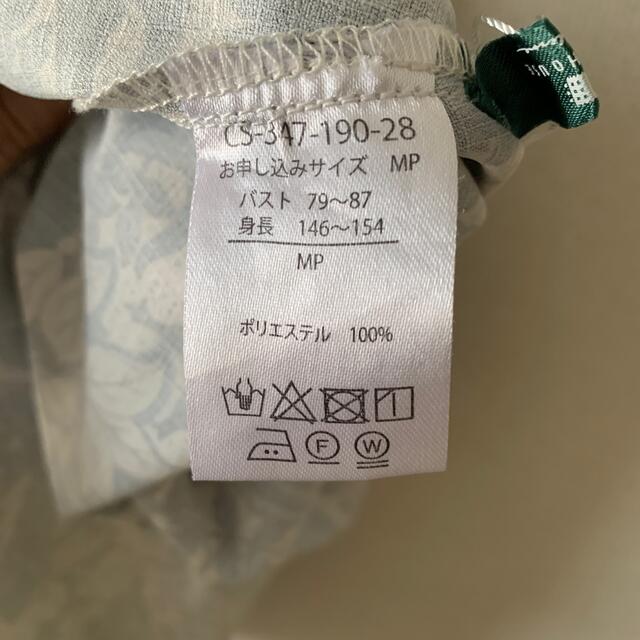 CS-347-190-28
お申し込みサイズ MP
バスト 79〜87
身長 146〜154
MP
ポリエステル 100%
F W